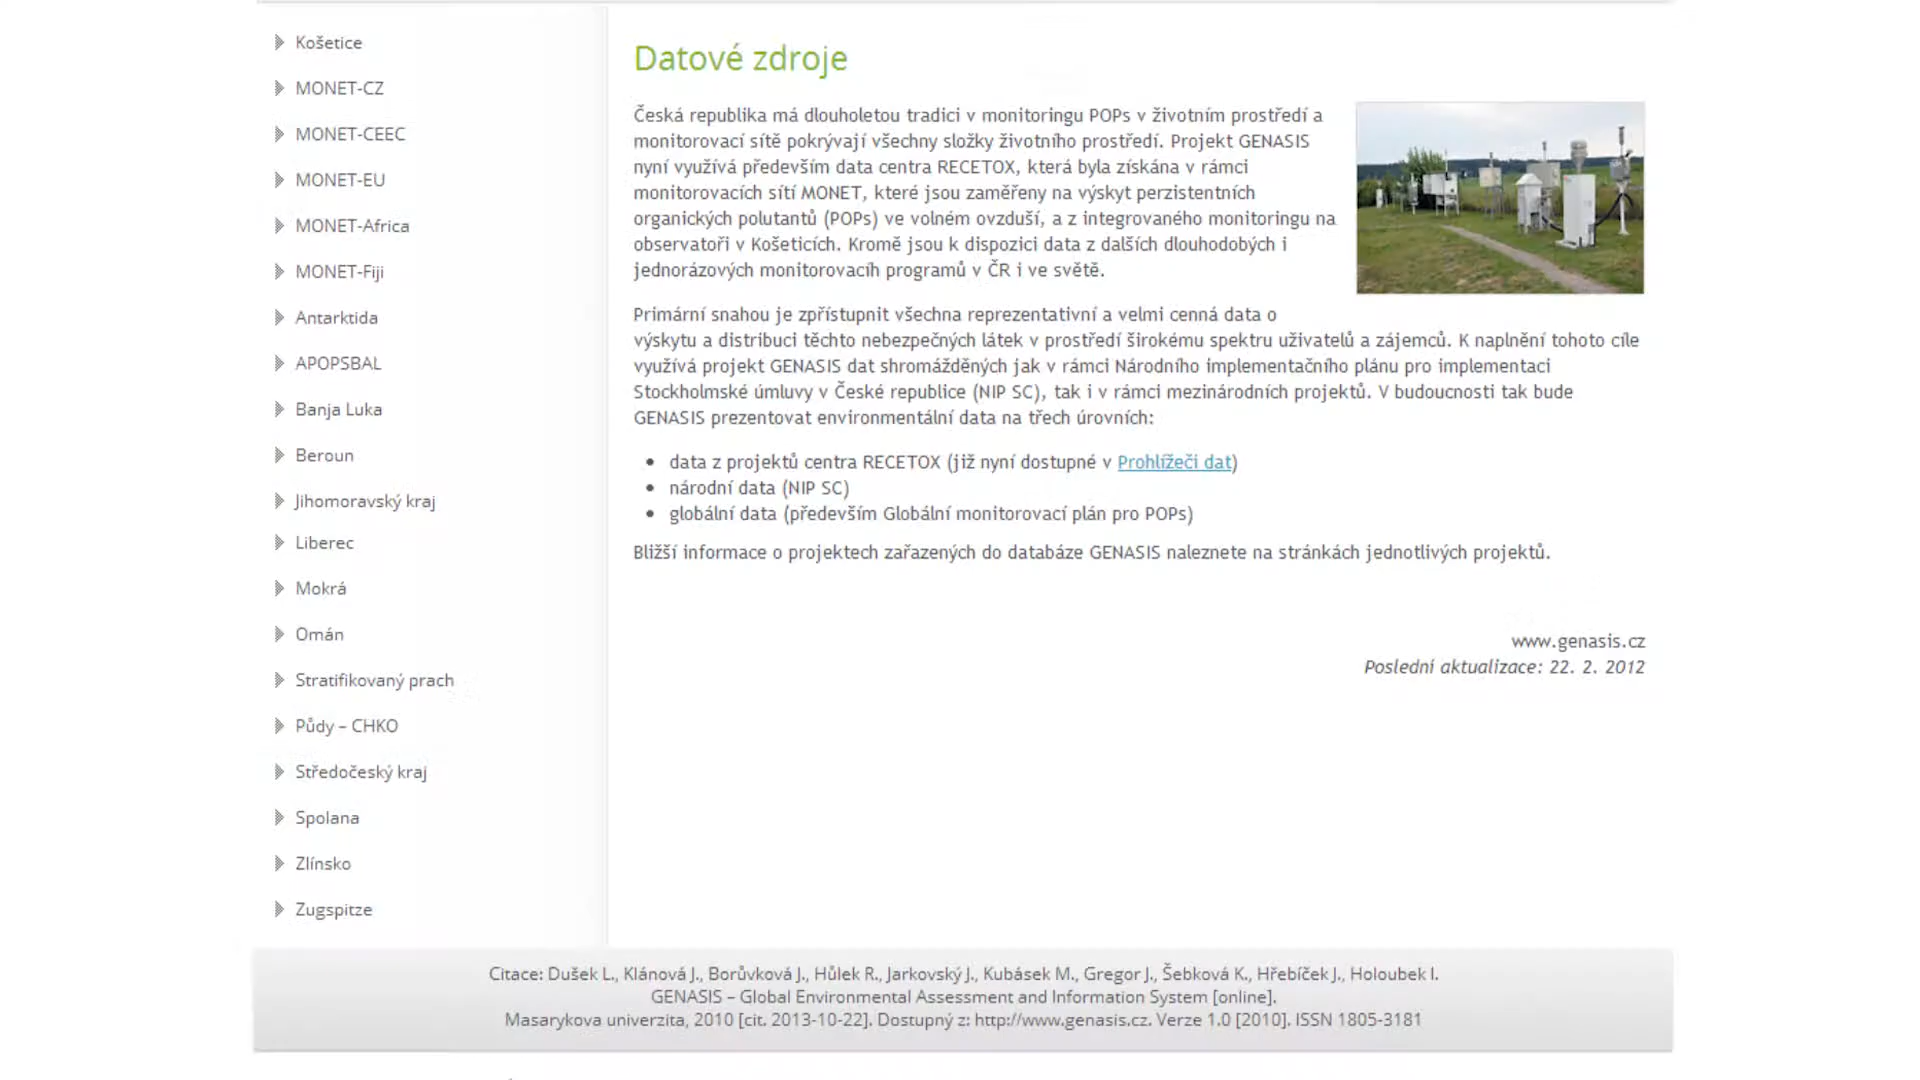 Košetice
MONET-CZ
MONET-CEEC
MONET-EU
MONET-Africa
MONET-Fiji
Antarktida
APOPSBAL
Banja Luka
Beroun
Jihomoravský kraj
Liberec
Mokrá
Omán
Stratifikovaný prach
Půdy – CHKO
Středočeský kraj
Spolana
Zlínsko
Zugspitze
Datové zdroje
Česká republika má dlouholetou tradici v monitoringu POPs v životním prostředí a
monitorovací sítě pokrývají všechny složky životního prostředí. Projekt GENASIS
nyní využívá především data centra RECETOX, která byla získána v rámci
monitorovacích sítí MONET, které jsou zaměřeny na výskyt perzistentních
organických polutantů (POPs) ve volném ovzduší, a z integrovaného monitoringu na
observatoři v Košeticích. Kromě jsou k dispozici data z dalších dlouhodobých i
jednorázových monitorovacíh programů v ČR i ve světě.
Primární snahou je zpřístupnit všechna reprezentativní a velmi cenná data o
výskytu a distribuci těchto nebezpečných látek v prostředí širokému spektru uživatelů a zájemců. K naplnění tohoto cíle
využívá projekt GENASIS dat shromážděných jak v rámci Národního implementačního plánu pro implementaci
Stockholmské úmluvy v České republice (NIP SC), tak i v rámci mezinárodních projektů. V budoucnosti tak bude
GENASIS prezentovat environmentální data na třech úrovních:
• data z projektů centra RECETOX (již nyní dostupné v Prohlížeči dat)
• národní data (NIP SC)
• globální data (především Globální monitorovací plán pro POPs)
Bližší informace o projektech zařazených do databáze GENASIS naleznete na stránkách jednotlivých projektů.
www.genasis.cz
Poslední aktualizace: 22. 2. 2012
Citace: Dušek L., Klánová J., Borůvková J., Hůlek R., Jarkovský J., Kubásek M., Gregor J., Šebková K., Hřebíček J., Holoubek I.
GENASIS – Global Environmental Assessment and Information System [online].
Masarykova univerzita, 2010 [cit. 2013-10-22]. Dostupný z: http://www.genasis.cz. Verze 1.0 [2010]. ISSN 1805-3181